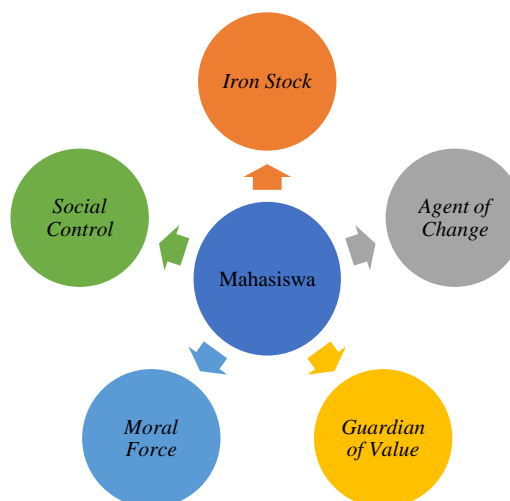 Iron Stock
Social
Control
Agent of
Change
Mahasiswa
Moral
Force
Guardian
of Value